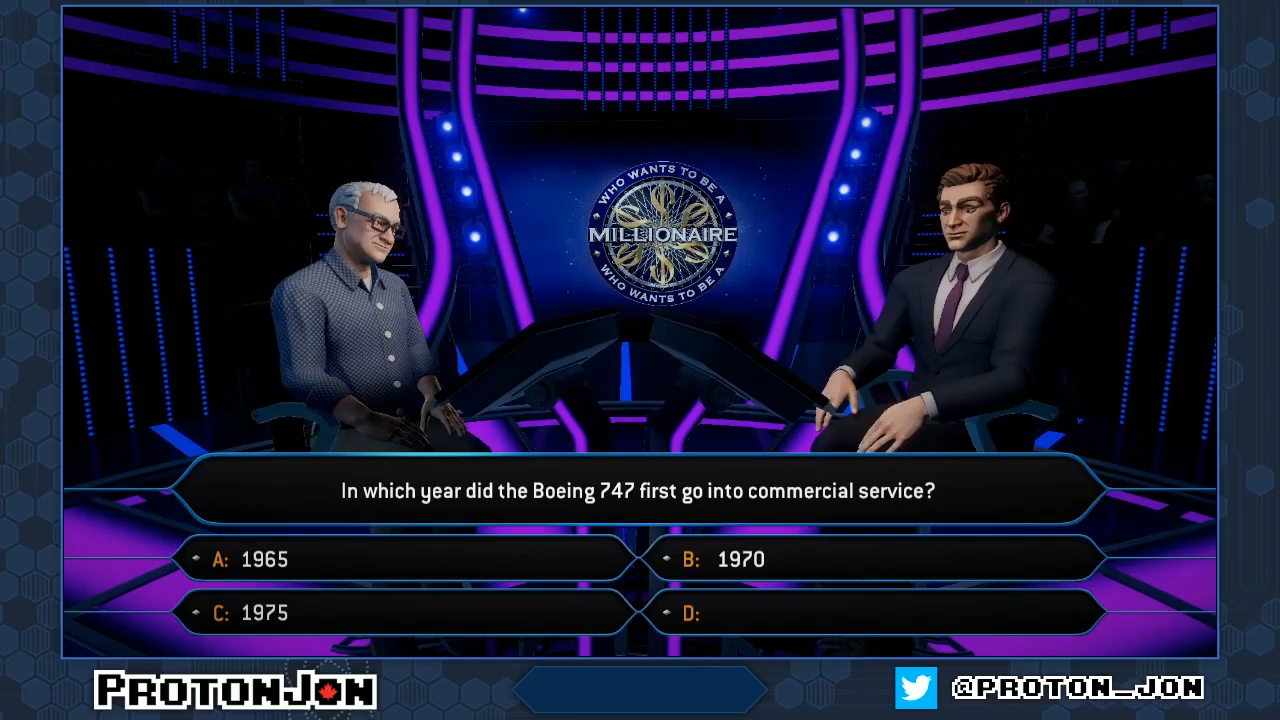 WHO WANTS TO BE A
MILLIONAIRE
WHO WANTS TO BE A
In which year did the Boeing 747 first go into commercial service?
A: 1965
B: 1970
C: 1975
D:
PROTONJON
@PROTON_JON